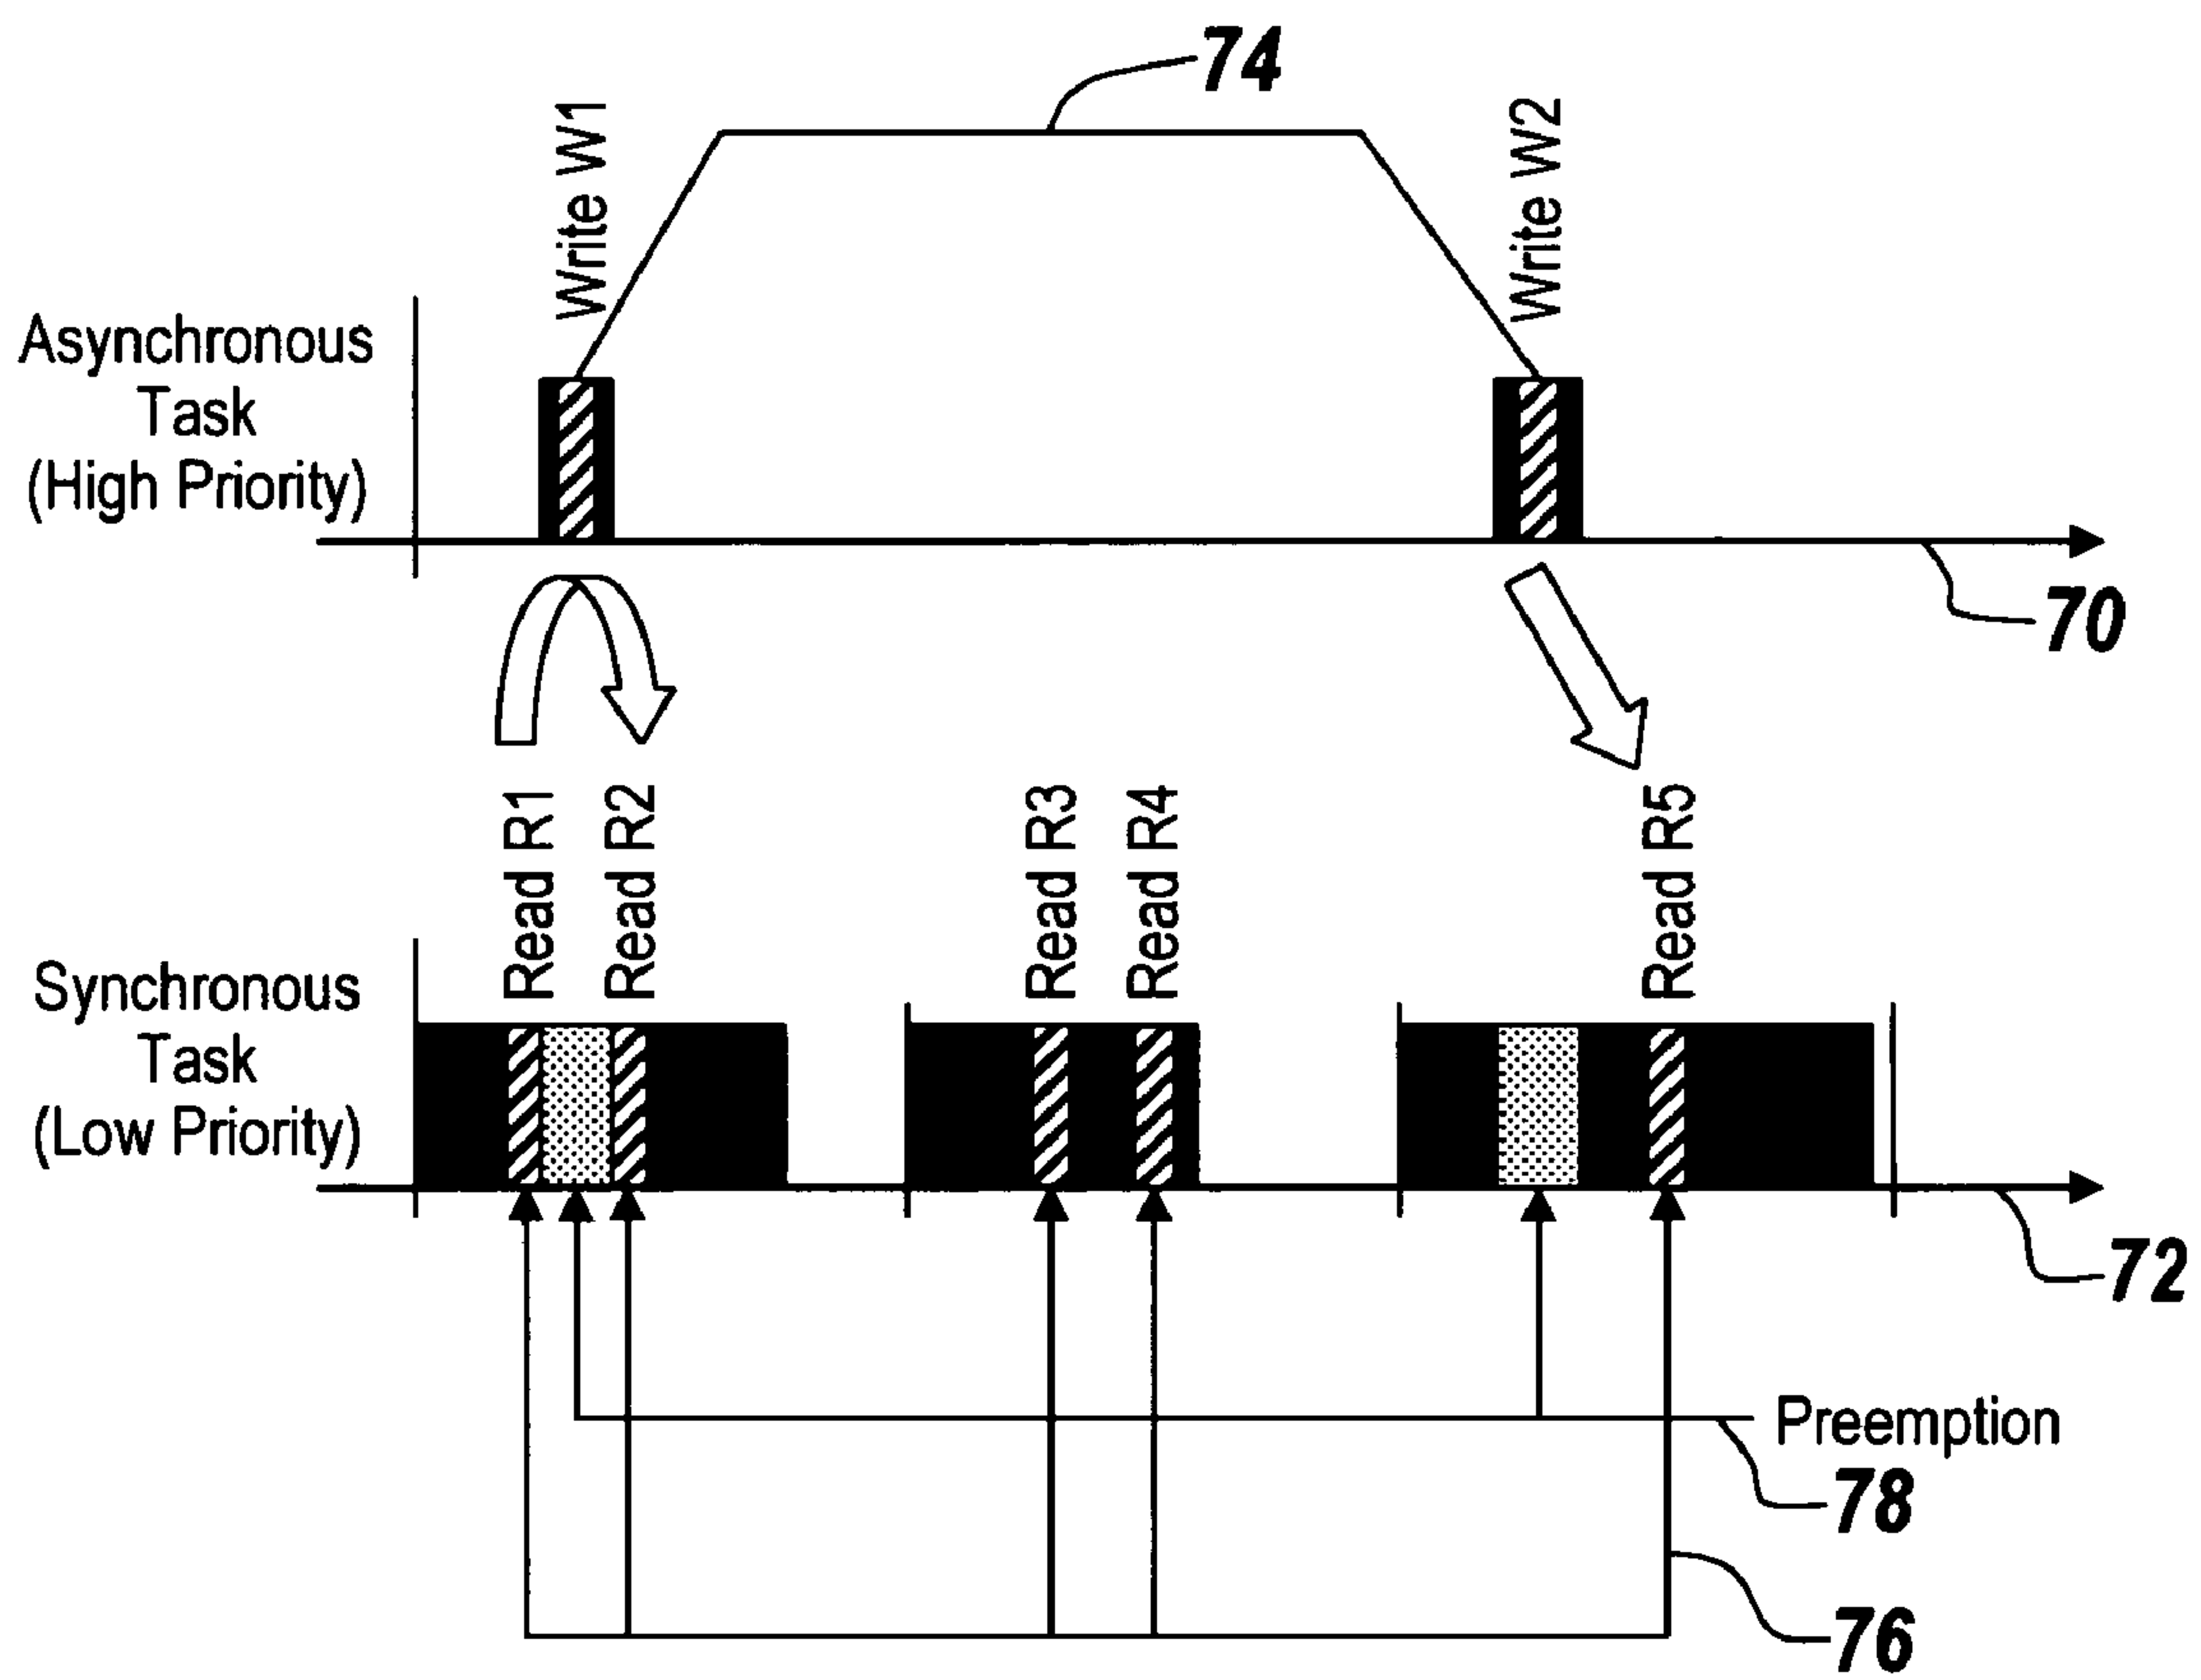 74
Write W1
Write W2
Asynchronous
Task
(High Priority)
70
Read R1
Read R2
Read R3
Read R4
Read R5
Synchronous
Task
(Low Priority)
72
Preemption
78
76